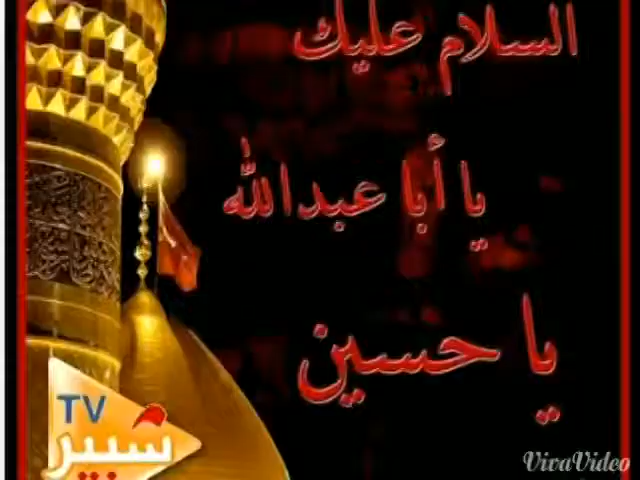 السلام عليك
يا أبا عبدالله
يا حسين
TV
شبير
VivaVideo